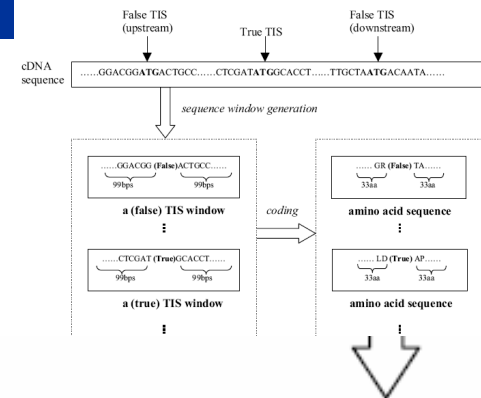 False TIS
(upstream)
True TIS
False TIS
(downstream)
cDNA
sequence
......GGACGGATGACTGCC......CTCGATATGGCACCT......TTGCTAATGACAATA......
sequence window generation
......GGACGG (False)ACTGCC......
99bps 99bps
a (false) TIS window
......CTCGAT (True)GCACCT......
99bps 99bps
a (true) TIS window
coding
...... GR (False) TA......
33aa 33aa
amino acid sequence
...... LD (True) AP......
33aa 33aa
amino acid sequence